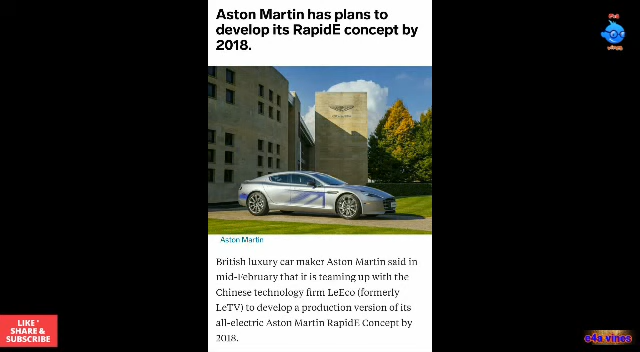 Aston Martin has plans to
develop its RapidE concept by
2018.
Aston Martin
British luxury car maker Aston Martin said in
mid-February that it is teaming up with the
Chinese technology firm LeEco (formerly
LeTV) to develop a production version of its
all-electric Aston Martin RapidE Concept by
2018.
LIKE '
SHARE &
SUBSCRIBE
e4a vines